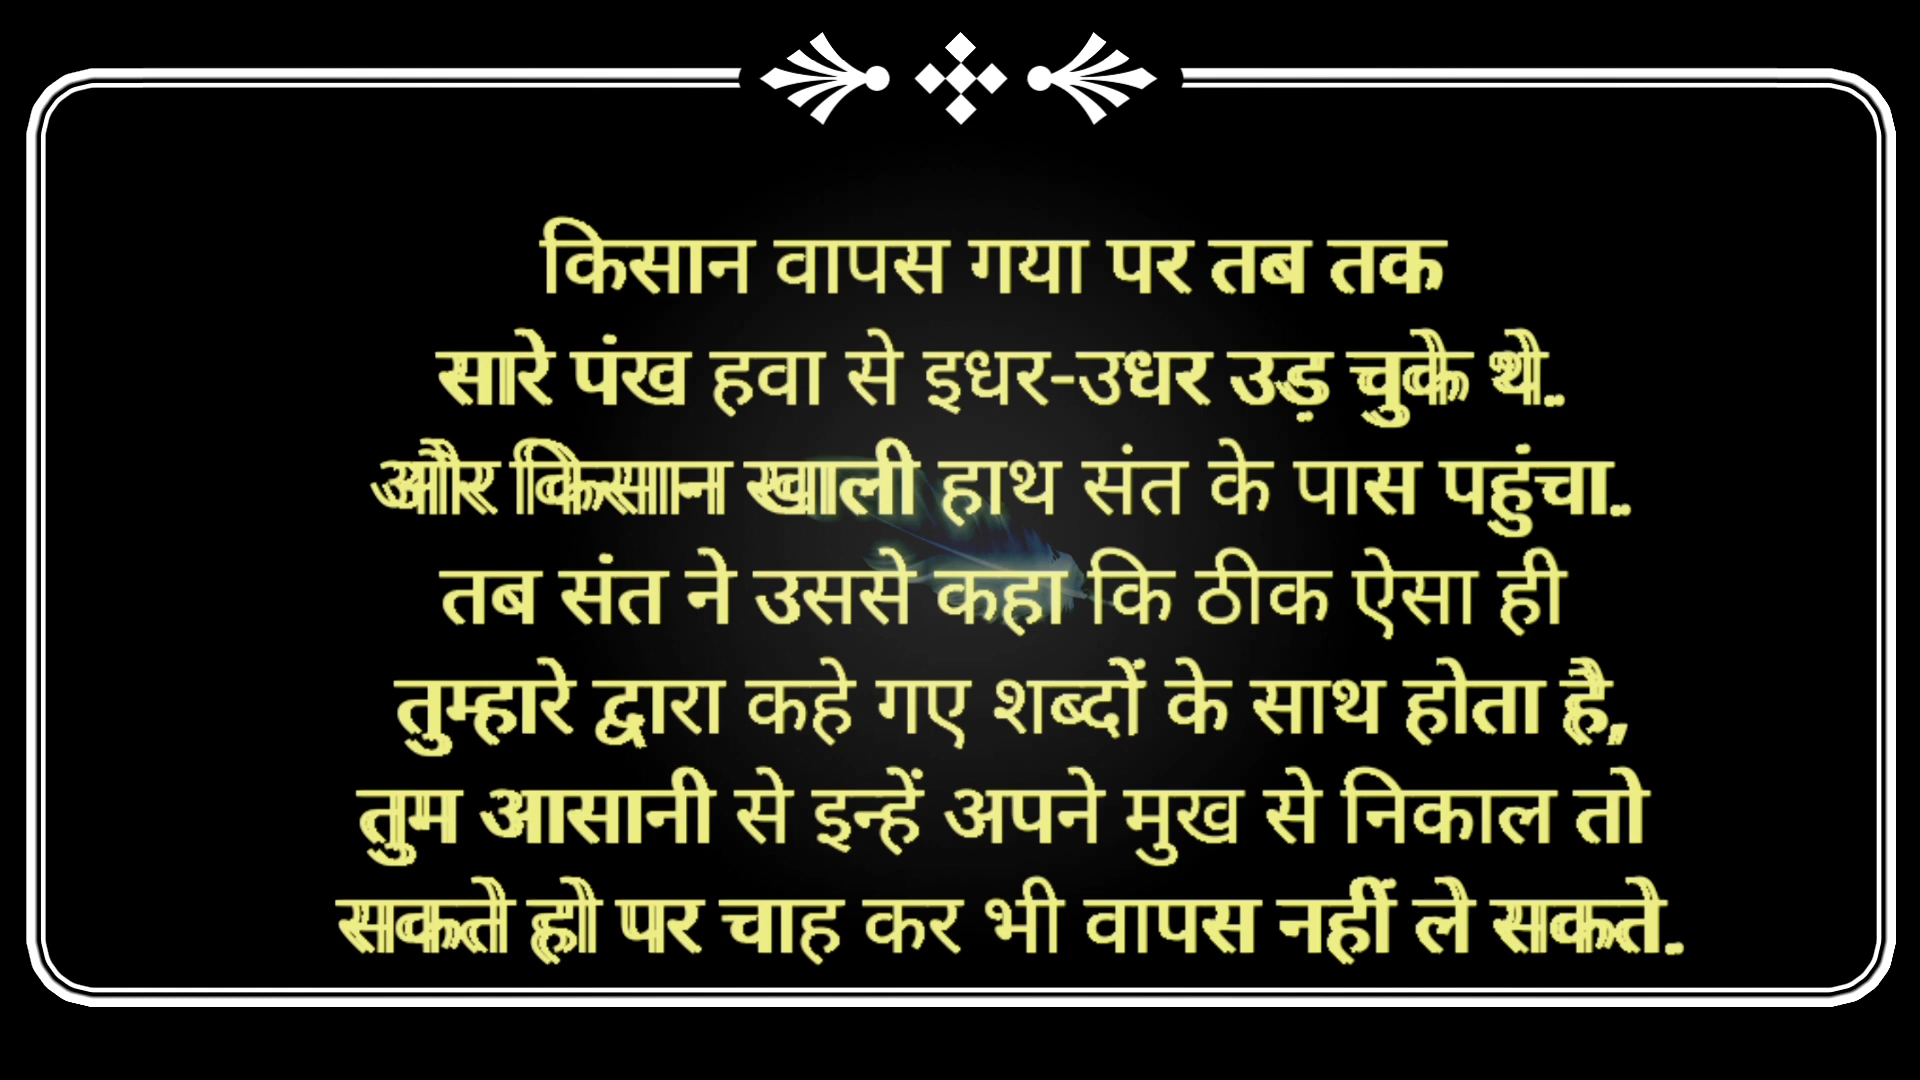 किसान वापस गया पर तब तक
सारे पंख हवा से इधर-उधर उड़ चुके थे.
और किसान खाली हाथ संत के पास पहुंचा.
तब संत ने उससे कहा कि ठीक ऐसा ही
तुम्हारे द्वारा कहे गए शब्दों के साथ होता है,
तुम आसानी से इन्हें अपने मुख से निकाल तो
सकते हो पर चाह कर भी वापस नहीं ले सकते.